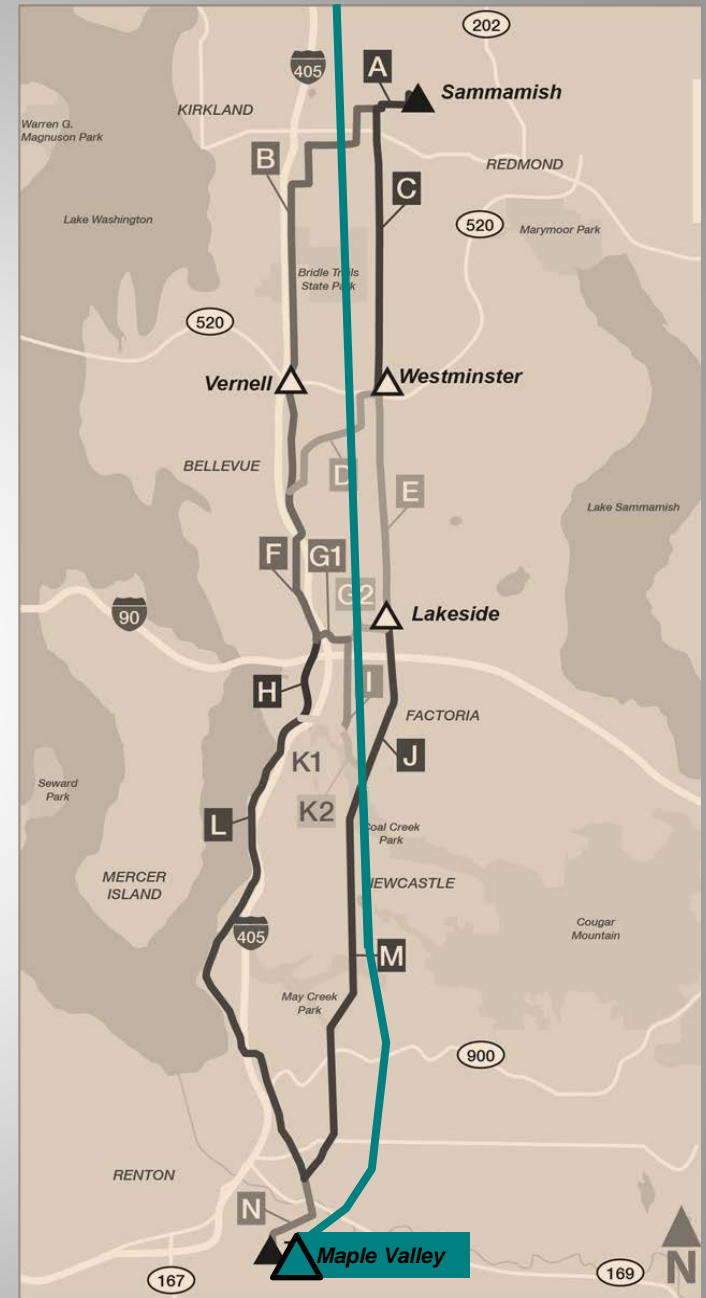 202
405
A
Sammamish
KIRKLAND
Warren G.
Magnuson Park
B
REDMOND
C
Lake Washington
520
Marymoor Park
Bridle Trails
State Park
520
Vernell
Westminster
BELLEVUE
D
E
Lake Sammamish
F
G1
G2
90
Lakeside
H
I
FACTORIA
J
K1
Seward
Park
K2
L
Coal Creek
Park
MERCER
ISLAND
NEWCASTLE
Cougar
Mountain
405
M
May Creek
Park
900
RENTON
N
Maple Valley
N
167
169